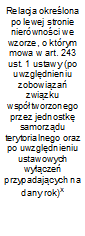 Relacja określona
po lewej stronie
nierówności we
wzorze, o którym
mowa w art. 243
ust. 1 ustawy (po
uwzględnieniu
zobowiązań
związku
współtworzonego
przez jednostkę
samorządu
terytorialnego oraz
po uwzględnieniu
ustawowych
wyłączeń
przypadających na
dany rok)x